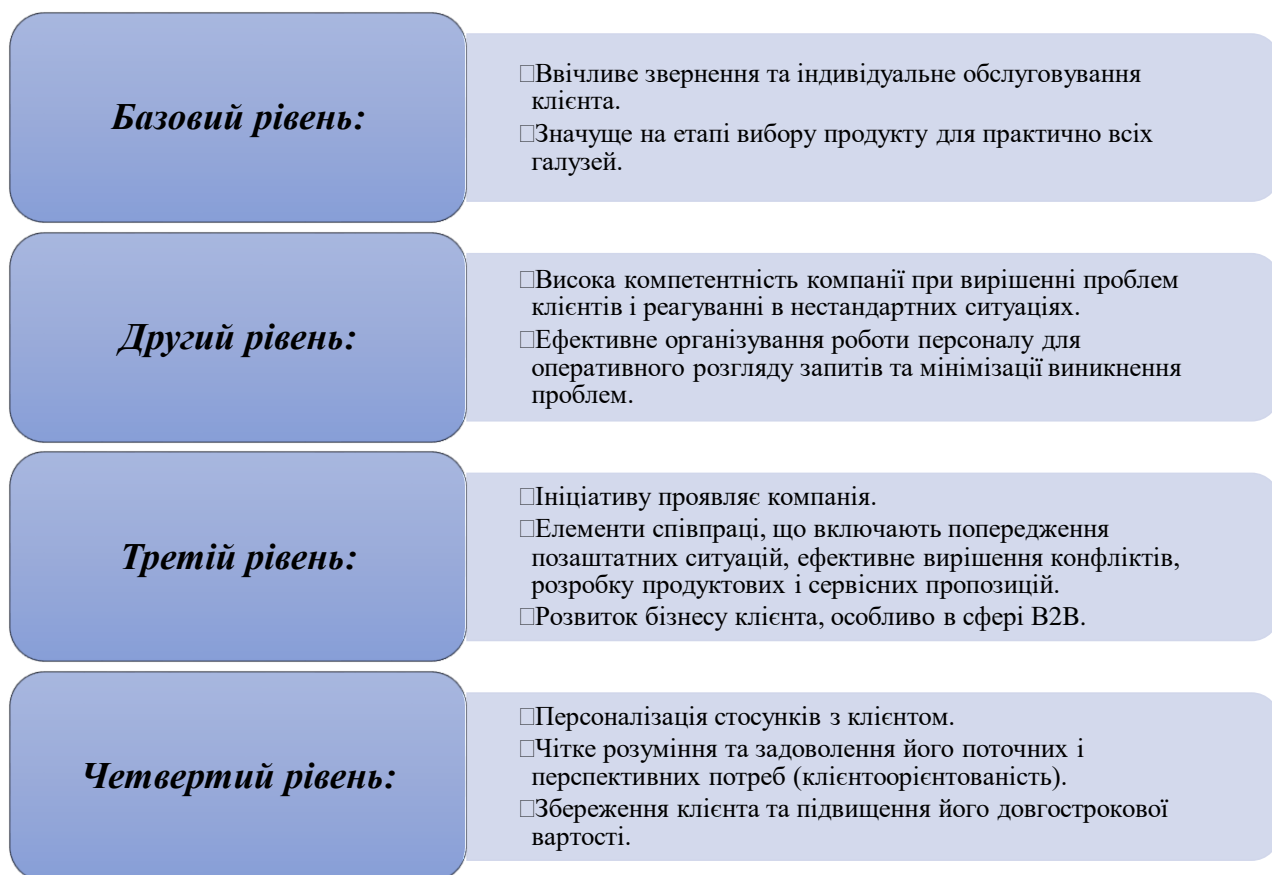 Базовий рівень:
□Ввічливе звернення та індивідуальне обслуговування
клієнта.
□Значуще на етапі вибору продукту для практично всіх
галузей.
Другий рівень:
□Висока компетентність компанії при вирішенні проблем
клієнтів і реагуванні в нестандартних ситуаціях.
□Ефективне організування роботи персоналу для
оперативного розгляду запитів та мінімізації виникнення
проблем.
Третій рівень:
□Ініціативу проявляє компанія.
□Елементи співпраці, що включають попередження
позаштатних ситуацій, ефективне вирішення конфліктів,
розробку продуктових і сервісних пропозицій.
□Розвиток бізнесу клієнта, особливо в сфері B2B.
Четвертий рівень:
□Персоналізація стосунків з клієнтом.
□Чітке розуміння та задоволення його поточних і
перспективних потреб (клієнтоорієнтованість).
□Збереження клієнта та підвищення його довгострокової
вартості.